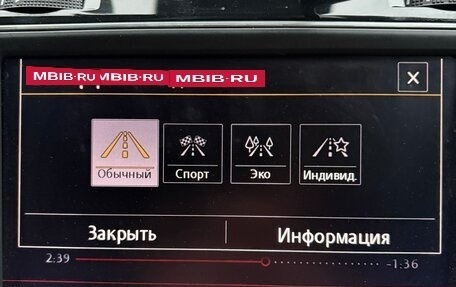 MBIB·RU MBIB·RU MBIB·RU
Обычный Спорт Эко Индивид.
Закрыть Информация
2:39 -1:36